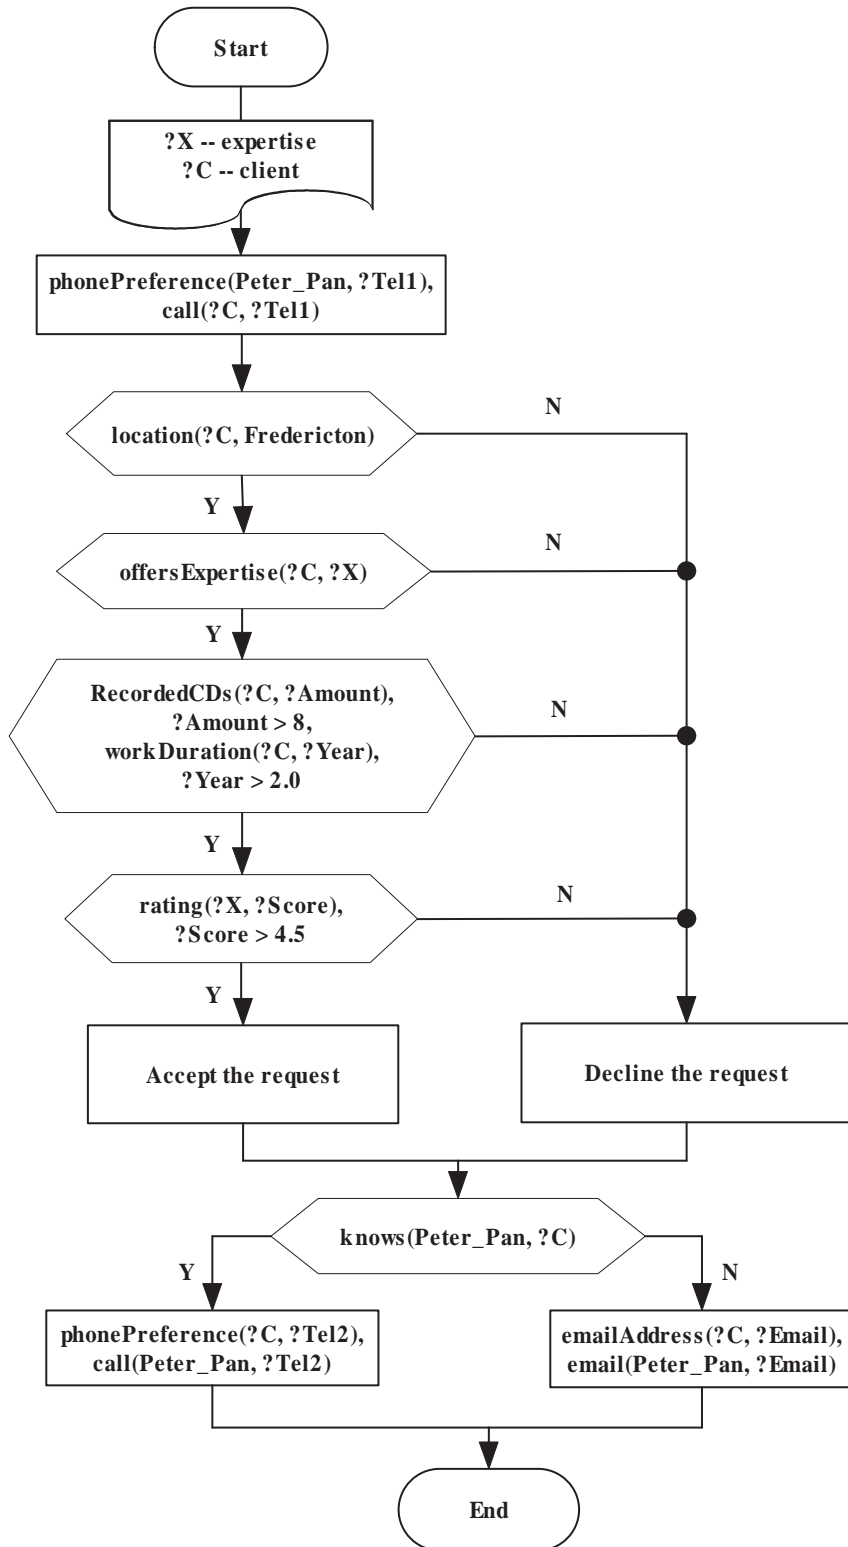 Start
?X -- expertise
?C -- client
phonePreference(Peter_Pan, ?Tel1),
call(?C, ?Tel1)
location(?C, Fredericton)
N
Y
offersExpertise(?C, ?X)
N
Y
RecordedCDs(?C, ?Amount),
?Amount > 8,
workDuration(?C, ?Year),
?Year > 2.0
N
Y
rating(?X, ?Score),
?Score > 4.5
N
Y
Accept the request
Decline the request
knows(Peter_Pan, ?C)
Y
N
phonePreference(?C, ?Tel2),
call(Peter_Pan, ?Tel2)
emailAddress(?C, ?Email),
email(Peter_Pan, ?Email)
End